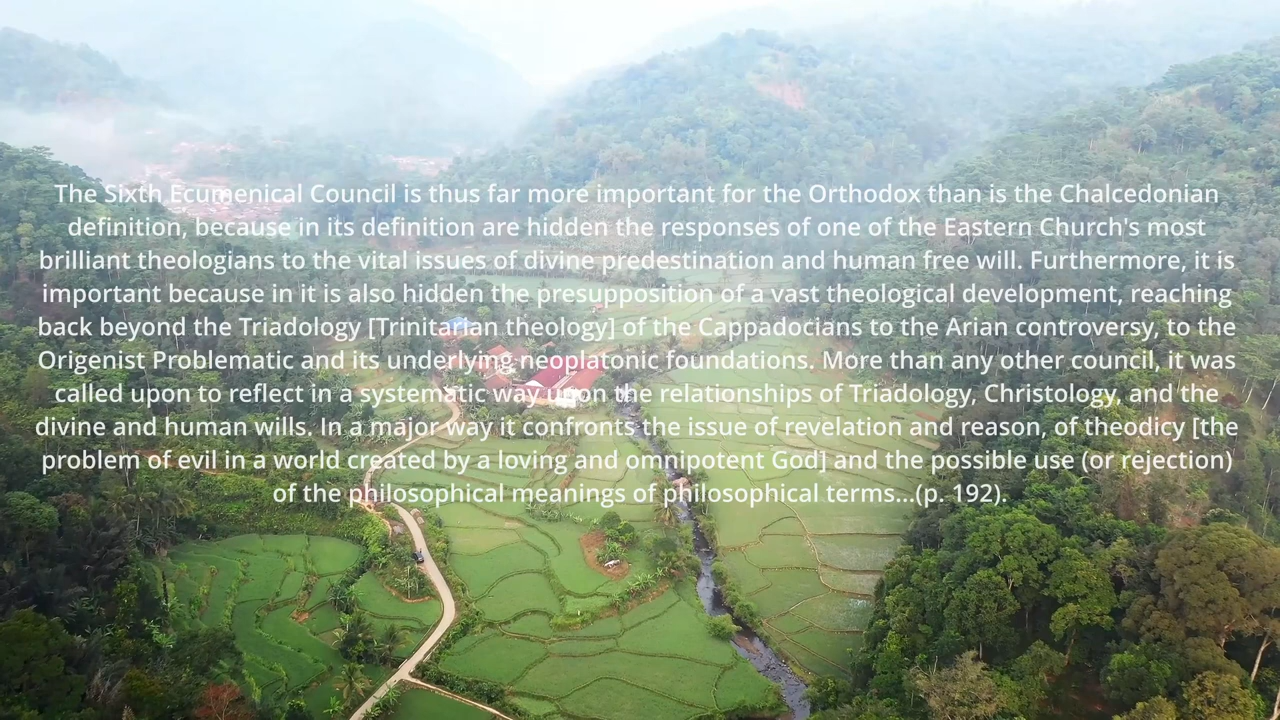 The Sixth Ecumenical Council is thus far more important for the Orthodox than is the Chalcedonian
definition, because in its definition are hidden the responses of one of the Eastern Church's most
brilliant theologians to the vital issues of divine predestination and human free will. Furthermore, it is
important because in it is also hidden the presupposition of a vast theological development, reaching
back beyond the Triadology [Trinitarian theology] of the Cappadocians to the Arian controversy, to the
Origenist Problematic and its underlying neoplatonic foundations. More than any other council, it was
called upon to reflect in a systematic way upon the relationships of Triadology, Christology, and the
divine and human wills. In a major way it confronts the issue of revelation and reason, of theodicy [the
problem of evil in a world created by a loving and omnipotent God] and the possible use (or rejection)
of the philosophical meanings of philosophical terms...(p. 192).